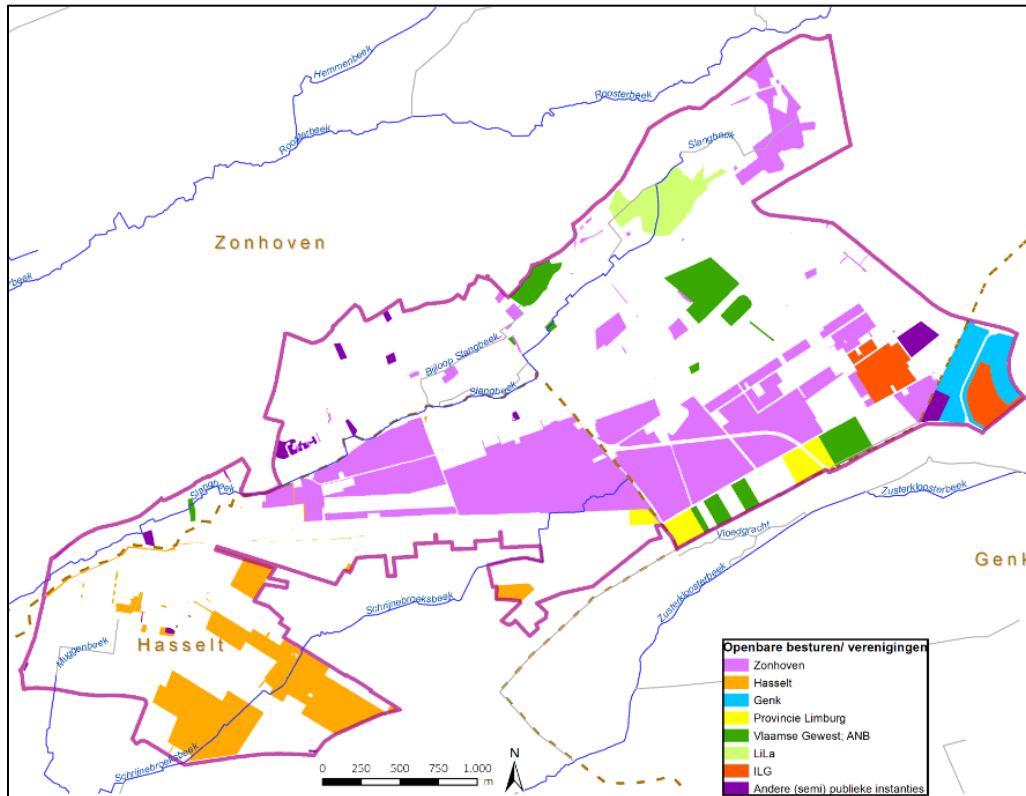 Hemmenbeek
Roosterbeek
Roosterbeek
Slangbeek
Zonhoven
Bijloop Slangbeek
Slangbeek
Slangbeek
Zusterkloosterbeek
Vloedgracht
Zusterkloosterbeek
Genk
Schrijnebroeksbeek
Hasselt
Muggenbeek
Schrijnebroeksbeek
Openbare besturen/ verenigingen
Zonhoven
Hasselt
Genk
Provincie Limburg
Vlaamse Gewest; ANB
LiLa
ILG
Andere (semi) publieke instanties
N
0 250 500 750 1.000
m